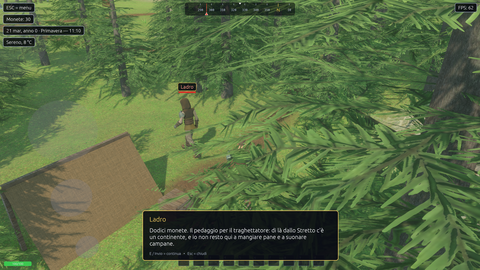 ESC = menu
Monete: 30
21 mar, anno 0 · Primavera — 11:10
Sereno, 8 °C
FPS: 62
Ladro
Ladro
Dodici monete. Il pedaggio per il traghettatore: di là dallo Stretto c'è
un continente, e io non resto qui a mangiare pane e a suonare
campane.